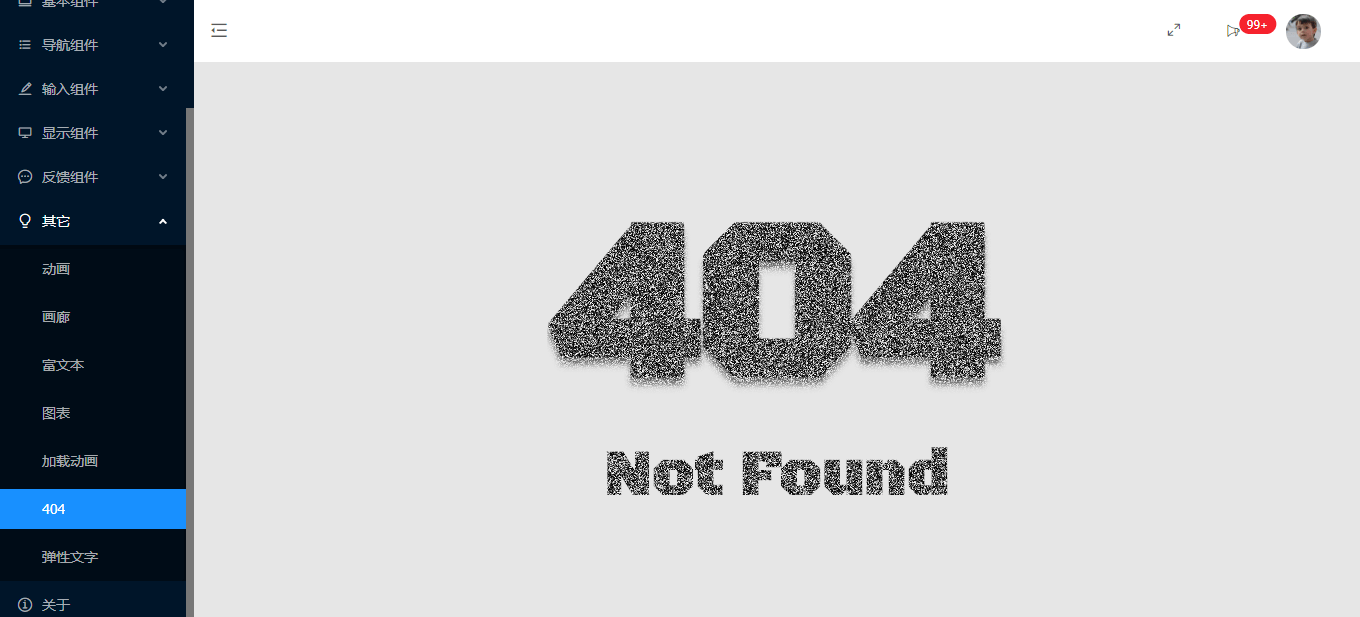 基本组件
导航组件
输入组件
显示组件
反馈组件
其它
动画
画廊
富文本
图表
加载动画
404
弹性文字
关于
99+
404
Not Found